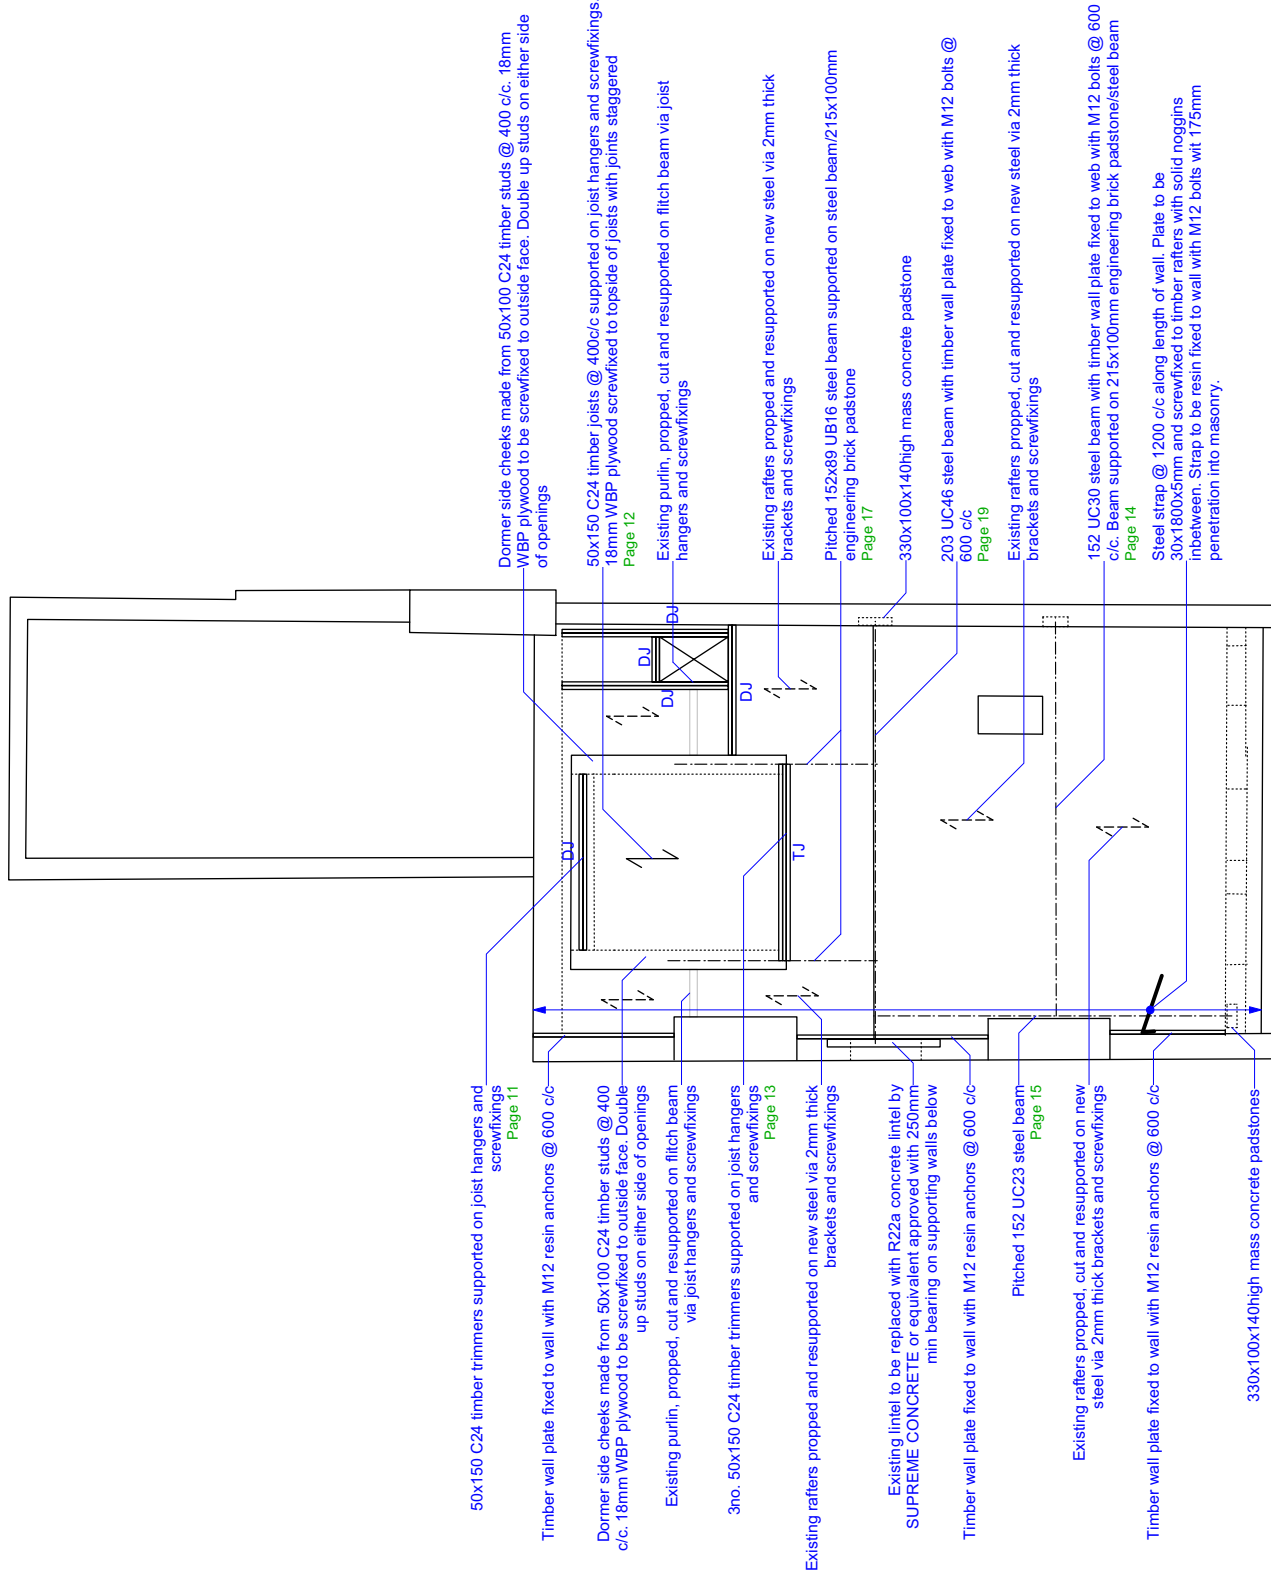 Dormer side cheeks made from 50x100 C24 timber studs @ 400 c/c. 18mm
WBP plywood to be screwfixed to outside face. Double up studs on either side
of openings
50x150 C24 timber joists @ 400c/c supported on joist hangers and screwfixings.
18mm WBP plywood screwfixed to topside of joists with joints staggered
Page 12
Existing purlin, propped, cut and resupported on flitch beam via joist
hangers and screwfixings
Existing rafters propped and resupported on new steel via 2mm thick
brackets and screwfixings
Pitched 152x89 UB16 steel beam supported on steel beam/215x100mm
engineering brick padstone
Page 17
330x100x140high mass concrete padstone
203 UC46 steel beam with timber wall plate fixed to web with M12 bolts @
600 c/c
Page 19
Existing rafters propped, cut and resupported on new steel via 2mm thick
brackets and screwfixings
152 UC30 steel beam with timber wall plate fixed to web with M12 bolts @ 600
c/c. Beam supported on 215x100mm engineering brick padstone/steel beam
Page 14
Steel strap @ 1200 c/c along length of wall. Plate to be
30x1800x5mm and screwfixed to timber rafters with solid noggins
inbetween. Strap to be resin fixed to wall with M12 bolts wit 175mm
penetration into masonry.
DJ
DJ
DJ
DJ
DJ
TJ
50x150 C24 timber trimmers supported on joist hangers and
screwfixings
Page 11
Timber wall plate fixed to wall with M12 resin anchors @ 600 c/c
Dormer side cheeks made from 50x100 C24 timber studs @ 400
c/c. 18mm WBP plywood to be screwfixed to outside face. Double
up studs on either side of openings
Existing purlin, propped, cut and resupported on flitch beam
via joist hangers and screwfixings
3no. 50x150 C24 timber trimmers supported on joist hangers
and screwfixings
Page 13
Existing rafters propped and resupported on new steel via 2mm thick
brackets and screwfixings
Existing lintel to be replaced with R22a concrete lintel by
SUPREME CONCRETE or equivalent approved with 250mm
min bearing on supporting walls below
Timber wall plate fixed to wall with M12 resin anchors @ 600 c/c
Pitched 152 UC23 steel beam
Page 15
Existing rafters propped, cut and resupported on new
steel via 2mm thick brackets and screwfixings
Timber wall plate fixed to wall with M12 resin anchors @ 600 c/c
330x100x140high mass concrete padstones